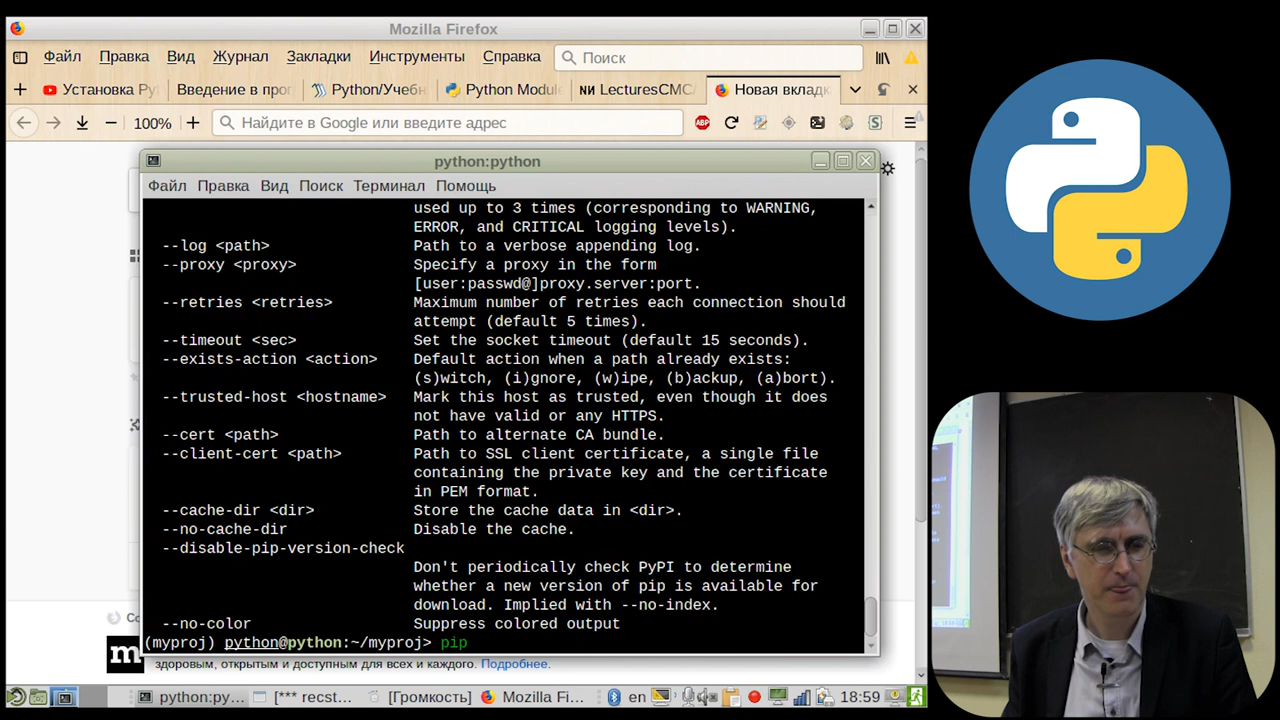 Mozilla Firefox
Файл Правка Вид Журнал Закладки Инструменты Справка Поиск
Установка Py Введение в прог Python/Учебн Python Modul LecturesCMC/ Новая вкладка
100% Найдите в Google или введите адрес ABP S
python:python
Файл Правка Вид Поиск Терминал Помощь
used up to 3 times (corresponding to WARNING,
ERROR, and CRITICAL logging levels).
--log <path> Path to a verbose appending log.
--proxy <proxy> Specify a proxy in the form
[user:passwd@]proxy.server:port.
--retries <retries> Maximum number of retries each connection should
attempt (default 5 times).
--timeout <sec> Set the socket timeout (default 15 seconds).
--exists-action <action> Default action when a path already exists:
(s)witch, (i)gnore, (w)ipe, (b)ackup, (a)bort).
--trusted-host <hostname> Mark this host as trusted, even though it does
not have valid or any HTTPS.
--cert <path> Path to alternate CA bundle.
--client-cert <path> Path to SSL client certificate, a single file
containing the private key and the certificate
in PEM format.
--cache-dir <dir> Store the cache data in <dir>.
--no-cache-dir Disable the cache.
--disable-pip-version-check
Don't periodically check PyPI to determine
whether a new version of pip is available for
download. Implied with --no-index.
--no-color Suppress colored output
(myproj) python@python:~/myproj> pip
m здоровым, открытым и доступным для всех и каждого. Подробнее.
python:py... [*** recst... [Громкость] Mozilla Fi... en 18:59